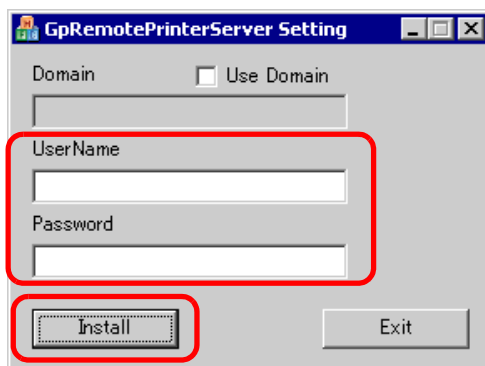 GpRemotePrinterServer Setting
Domain Use Domain
UserName
Password
Install Exit